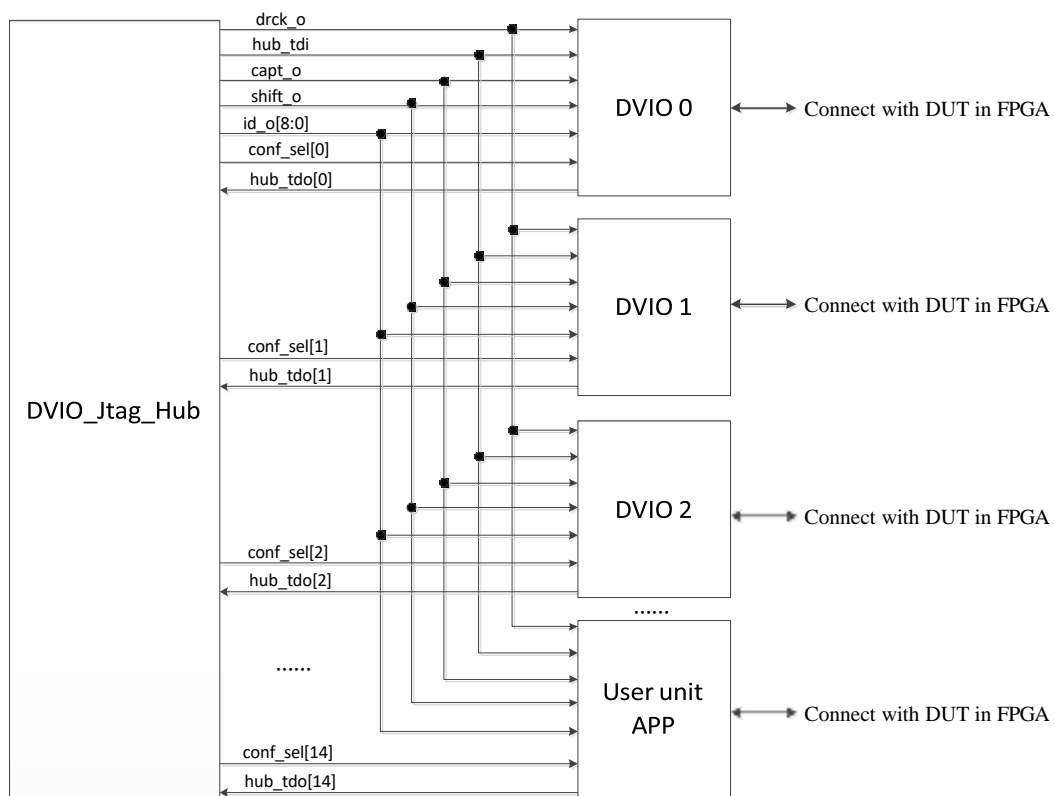 drck_o
hub_tdi
capt_o
shift_o
id_o[8:0]
conf_sel[0]
hub_tdo[0]
DVIO 0
Connect with DUT in FPGA
DVIO 1
Connect with DUT in FPGA
conf_sel[1]
hub_tdo[1]
DVIO_Jtag_Hub
DVIO 2
Connect with DUT in FPGA
conf_sel[2]
hub_tdo[2]
......
......
User unit
APP
Connect with DUT in FPGA
conf_sel[14]
hub_tdo[14]